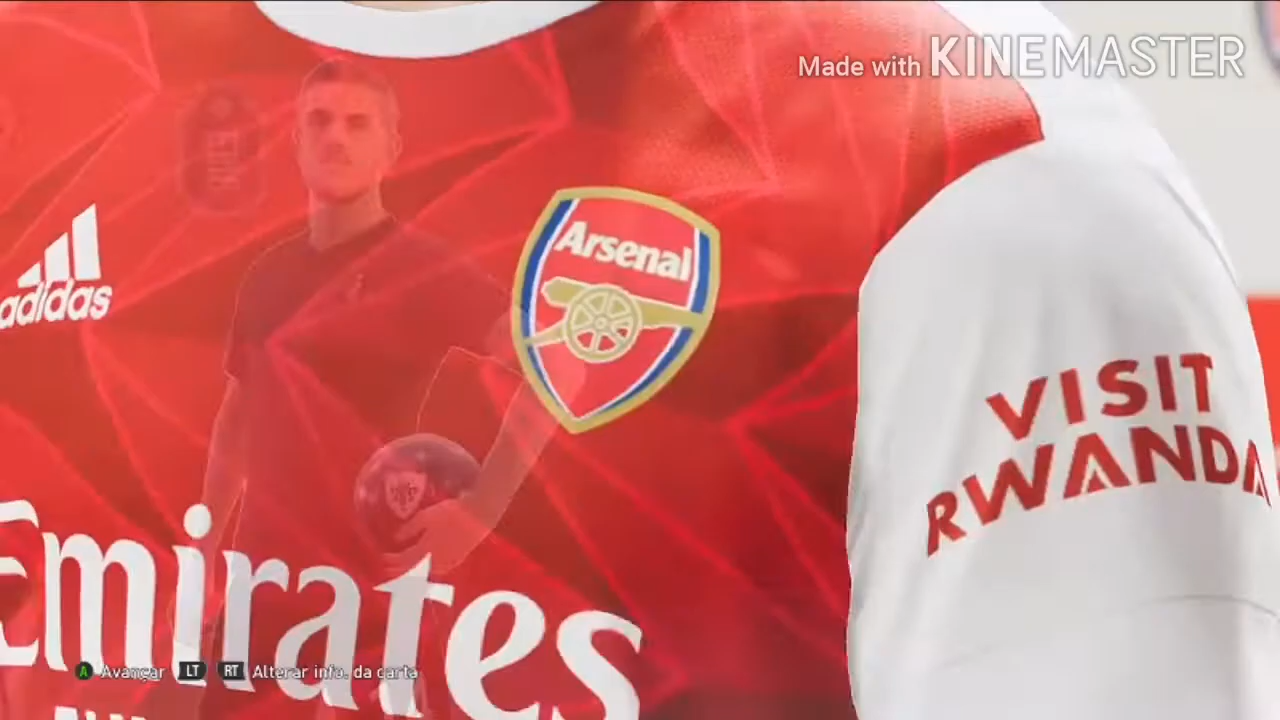 Made with KINEMASTER
adidas
Arsenal
VISIT
RWANDA
Emirates
A Avançar LT RT Alterar info. da carta